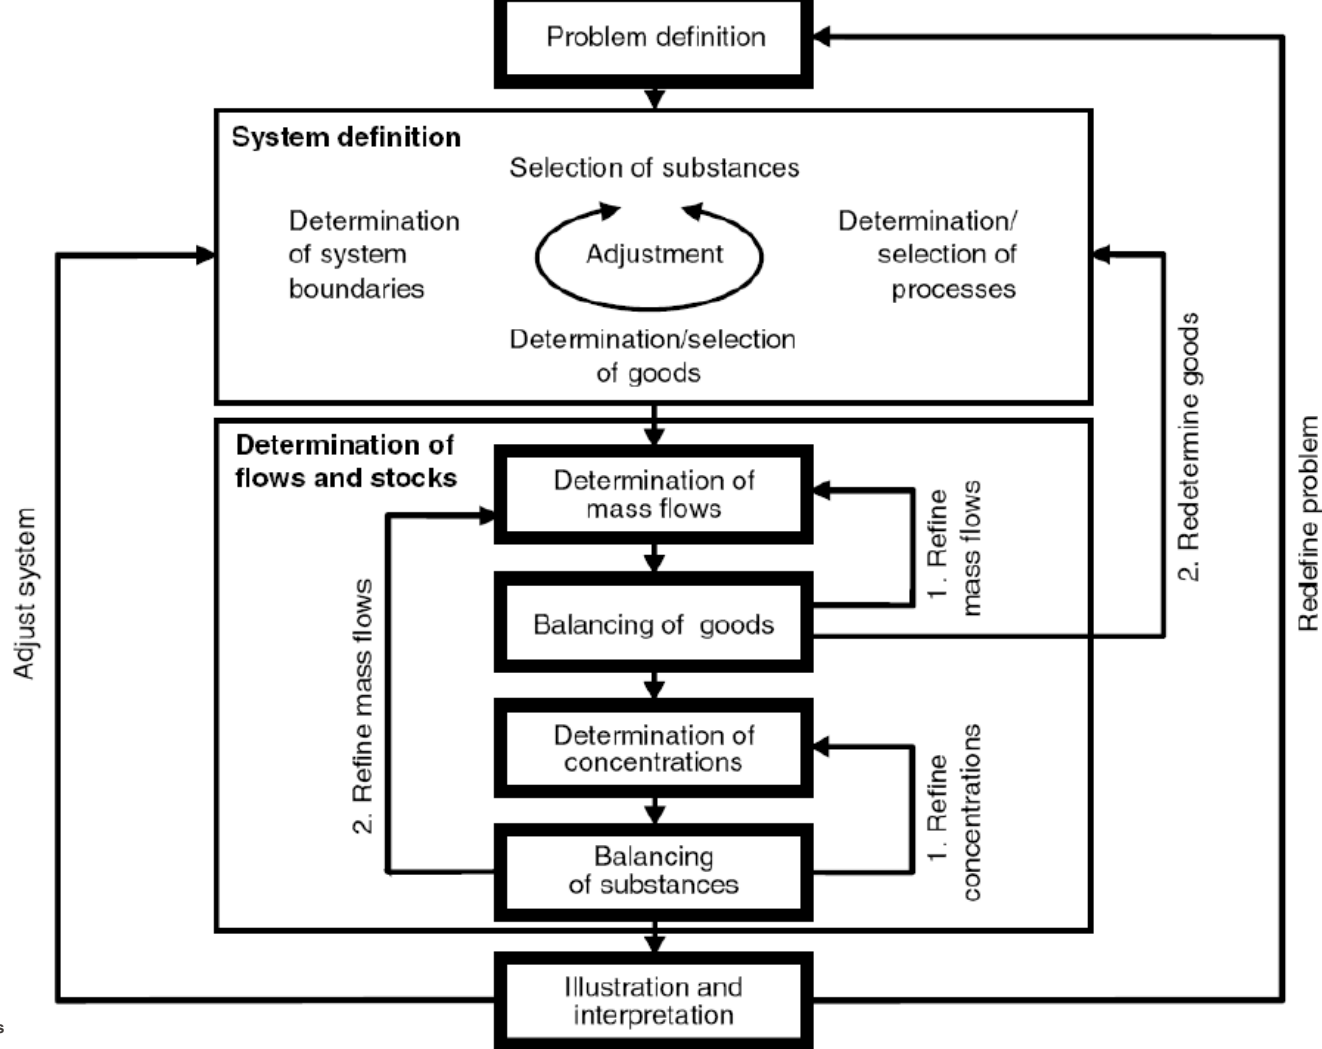 Problem definition
System definition
Selection of substances
Determination
of system
boundaries
Adjustment
Determination/
selection of
processes
Determination/selection
of goods
Determination of
flows and stocks
Determination of
mass flows
Balancing of goods
Determination of
concentrations
Balancing
of substances
Illustration and
interpretation
Adjust system
2. Refine mass flows
1. Refine
mass flows
1. Refine
concentrations
2. Redetermine goods
Redefine problem
s